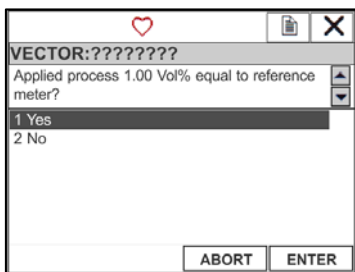 VECTOR:????????
Applied process 1.00 Vol% equal to reference
meter?
1 Yes
2 No
ABORT ENTER